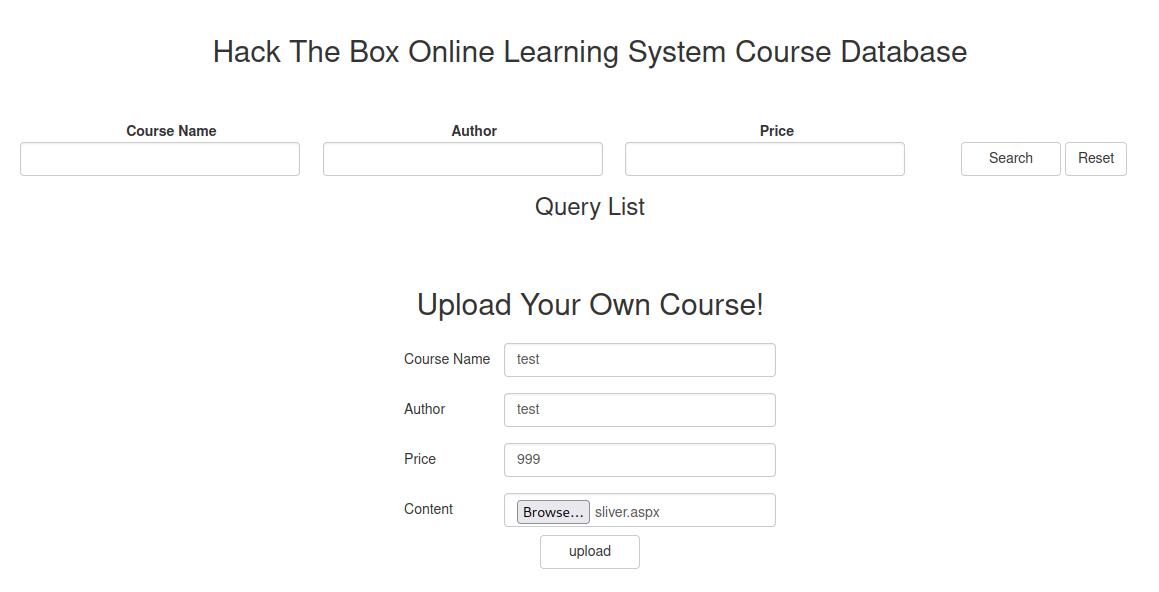 Hack The Box Online Learning System Course Database
Course Name Author Price
Search Reset
Query List
Upload Your Own Course!
Course Name test
Author test
Price 999
Content Browse... sliver.aspx
upload